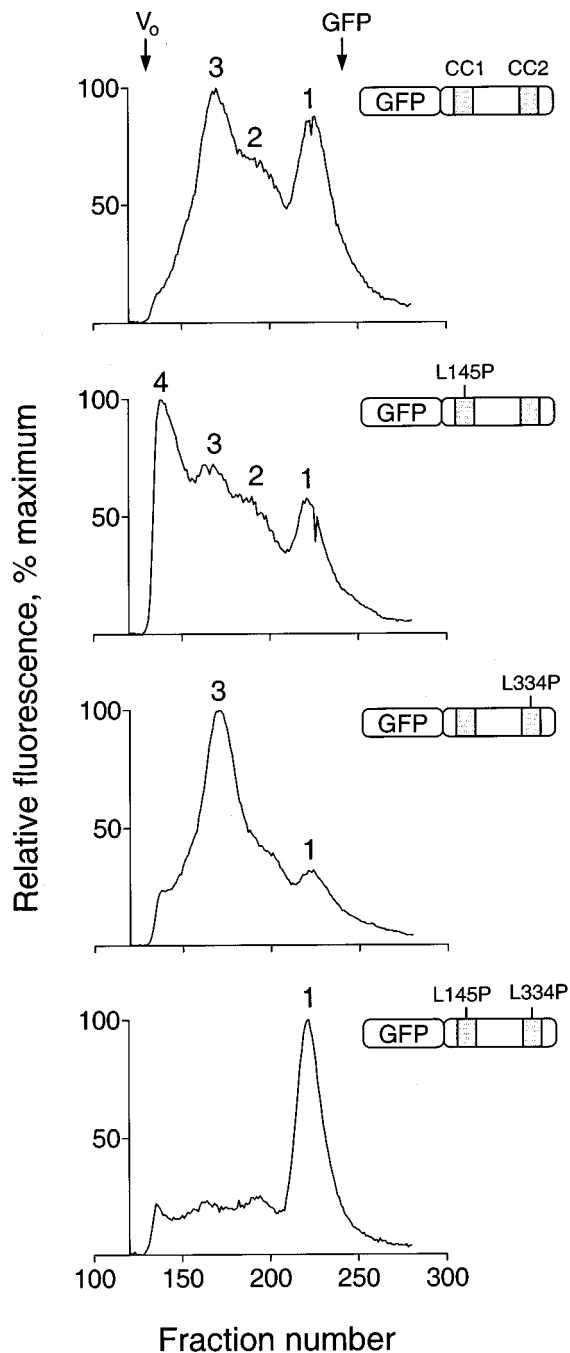 Vo GFP
3 CC1 CC2
100 1 GFP
2
50
L145P
4
100 GFP
3 2 1
50
L334P
3
100 GFP
50 1
L145P L334P
1
100 GFP
50
100 150 200 250 300
Fraction number
Relative fluorescence, % maximum